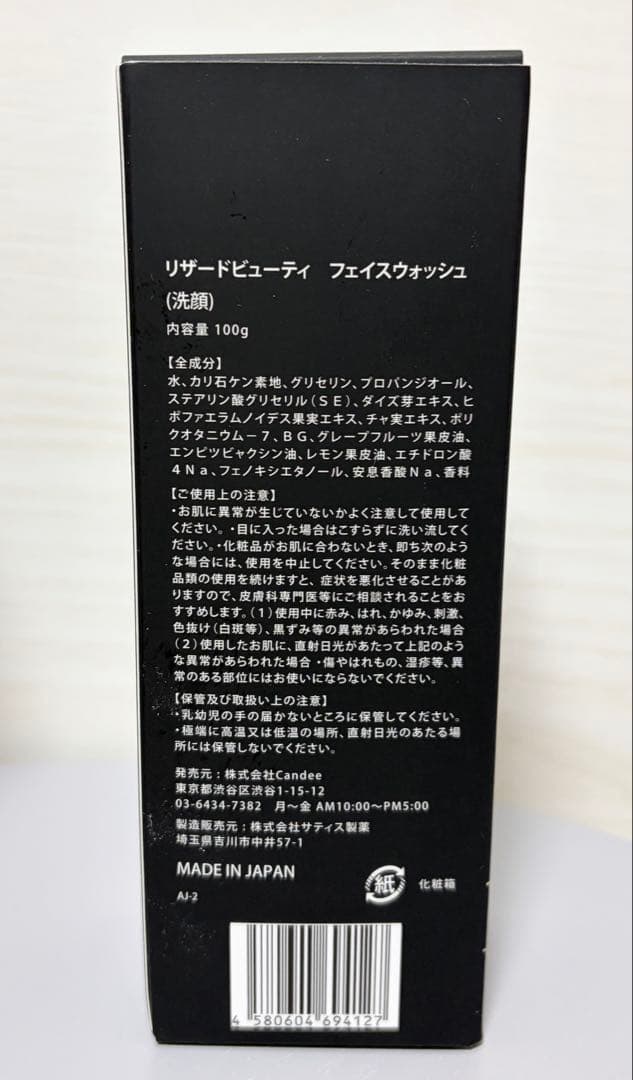 リザードビューティ　フェイスウォッシュ
(洗顔)
内容量 100g
【全成分】
水、カリ石ケン素地、グリセリン、プロパンジオール、
ステアリン酸グリセリル（ＳＥ）、ダイズ芽エキス、ヒ
ポファエラムノイデス果実エキス、チャ実エキス、ポリ
クオタニウム－７、ＢＧ、グレープフルーツ果皮油、
エンピツビャクシン油、レモン果皮油、エチドロン酸
４Ｎａ、フェノキシエタノール、安息香酸Ｎａ、香料
【ご使用上の注意】
・お肌に異常が生じていないかよく注意して使用して
ください。・目に入った場合はこすらずに洗い流してく
ださい。・化粧品がお肌に合わないとき、即ち次のよう
な場合には、使用を中止してください。そのまま化粧
品類の使用を続けますと、症状を悪化させることがあ
りますので、皮膚科専門医等にご相談されることをお
すすめします。（１）使用中に赤み、はれ、かゆみ、刺激、
色抜け（白斑等）、黒ずみ等の異常があらわれた場合
（２）使用したお肌に、直射日光があたって上記のよう
な異常があらわれた場合 ・傷やはれもの、湿疹等、異
常のある部位にはお使いにならないでください。
【保管及び取扱い上の注意】
・乳幼児の手の届かないところに保管してください。
・極端に高温又は低温の場所、直射日光のあたる場
所には保管しないでください。
発売元：株式会社Candee
東京都渋谷区渋谷1-15-12
03-6434-7382　月～金 AM10:00～PM5:00
製造販売元：株式会社サティス製薬
埼玉県吉川市中井57-1
MADE IN JAPAN
紙 化粧箱
AJ-2
4 580604 694127